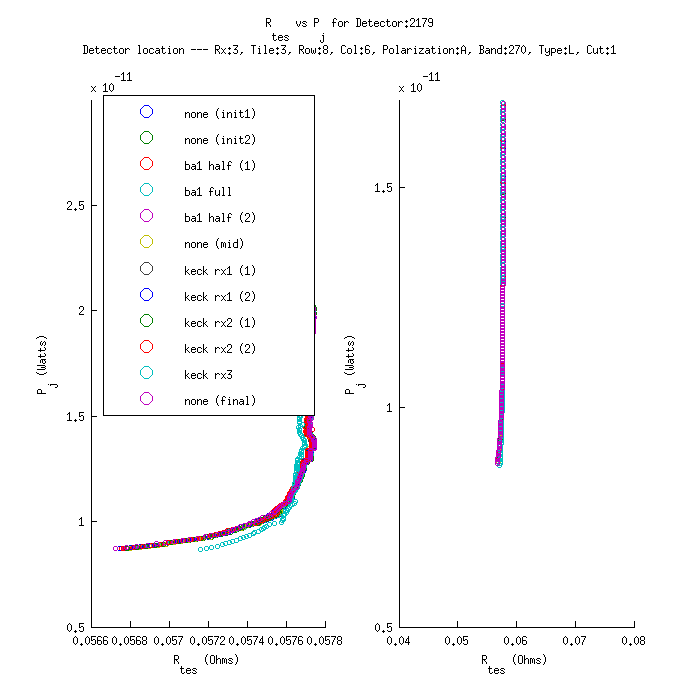 R tes vs P j for Detector:2179
Detector location --- Rx:3, Tile:3, Row:8, Col:6, Polarization:A, Band:270, Type:L, Cut:1
x 10 -11
none (init1)
none (init2)
ba1 half (1)
ba1 full
ba1 half (2)
none (mid)
keck rx1 (1)
keck rx1 (2)
keck rx2 (1)
keck rx2 (2)
keck rx3
none (final)
2.5
2
1.5
1
0.5
P j (Watts)
0.0566 0.0568 0.057 0.0572 0.0574 0.0576 0.0578
R tes (Ohms)
x 10 -11
1.5
1
0.5
P j (Watts)
0.04 0.05 0.06 0.07 0.08
R tes (Ohms)